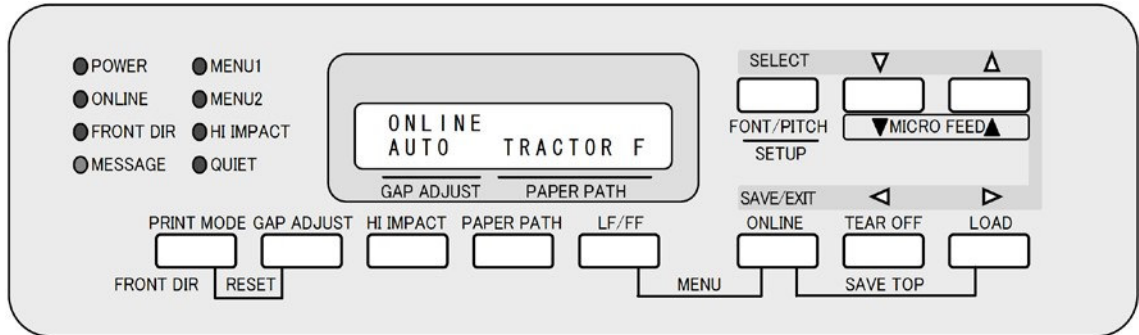 POWER MENU1
ONLINE MENU2
FRONT DIR HI IMPACT
MESSAGE QUIET
ONLINE
AUTO TRACTOR F
GAP ADJUST PAPER PATH
SELECT ▽ △
FONT/PITCH ▼MICRO FEED▲
SETUP
SAVE/EXIT ◁ ▷
PRINT MODE GAP ADJUST HI IMPACT PAPER PATH LF/FF ONLINE TEAR OFF LOAD
FRONT DIR RESET MENU SAVE TOP